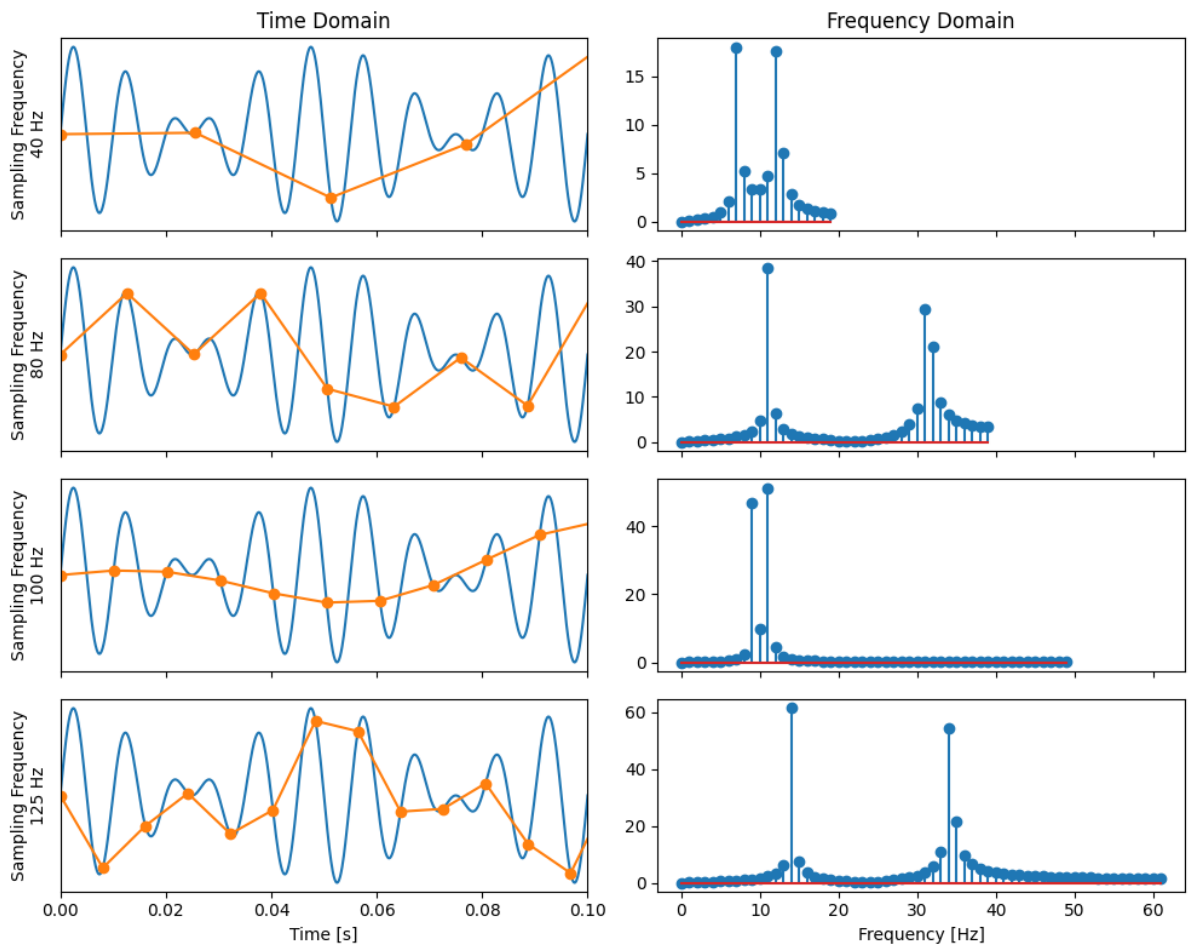 Time Domain
Frequency Domain
Sampling Frequency
40 Hz
15
10
5
0
Sampling Frequency
80 Hz
40
30
20
10
0
0
10
20
30
40
50
60
Sampling Frequency
100 Hz
40
20
0
Sampling Frequency
125 Hz
60
40
20
0
0.00
0.02
0.04
0.06
0.08
0.10
Time [s]
Frequency [Hz]